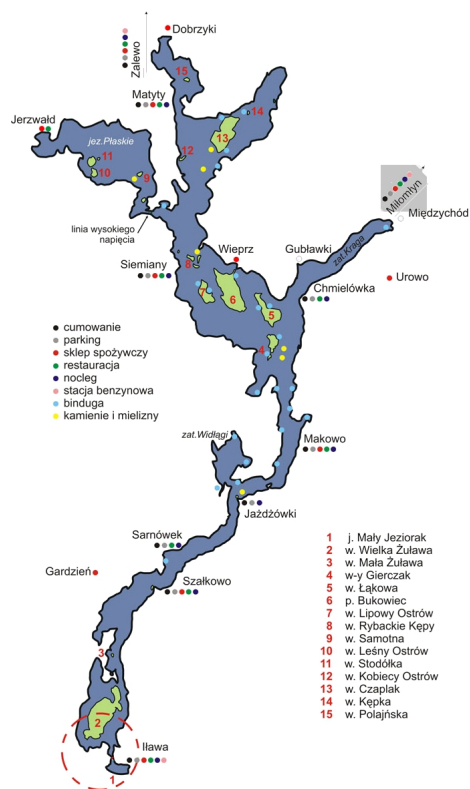 Dobrzyki
Zalewo
15
Matyty
14
Jerzwałd
jez.Płaskie
13
11
12
10
9
Miłomłyn
Międzychód
linia wysokiego
napięcia
zat.Kraga
Wieprz
Gubławki
Siemiany
8
Urowo
7
6
Chmielówka
5
cumowanie
parking
4
sklep spożywczy
restauracja
nocleg
stacja benzynowa
binduga
kamienie i mielizny
zat.Widłągi
Makowo
Jażdżówki
Sarnówek
1 j. Mały Jeziorak
2 w. Wielka Żuława
3 w. Mała Żuława
4 w-y Gierczak
5 w. Łąkowa
6 p. Bukowiec
7 w. Lipowy Ostrów
8 w. Rybackie Kępy
9 w. Samotna
10 w. Leśny Ostrów
11 w. Stodółka
12 w. Kobiecy Ostrów
13 w. Czaplak
14 w. Kępka
15 w. Polajńska
Gardzień
Szałkowo
3
2
Iława
1